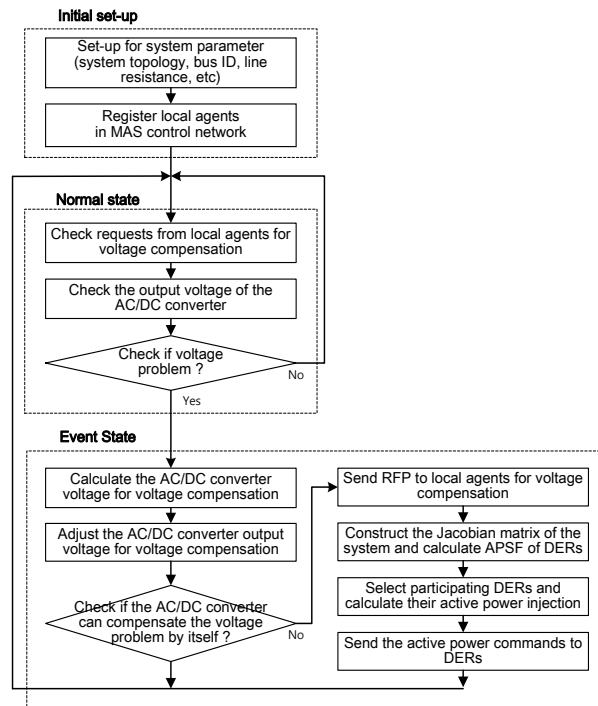 Initial set-up
Set-up for system parameter
(system topology, bus ID, line
resistance, etc)
Register local agents
in MAS control network
Normal state
Check requests from local agents for
voltage compensation
Check the output voltage of the
AC/DC converter
Check if voltage
problem ?
No
Yes
Event State
Calculate the AC/DC converter
voltage for voltage compensation
Adjust the AC/DC converter output
voltage for voltage compensation
Check if the AC/DC converter
can compensate the voltage
problem by itself ?
No
Send RFP to local agents for voltage
compensation
Construct the Jacobian matrix of the
system and calculate APSF of DERs
Select participating DERs and
calculate their active power injection
Send the active power commands to
DERs